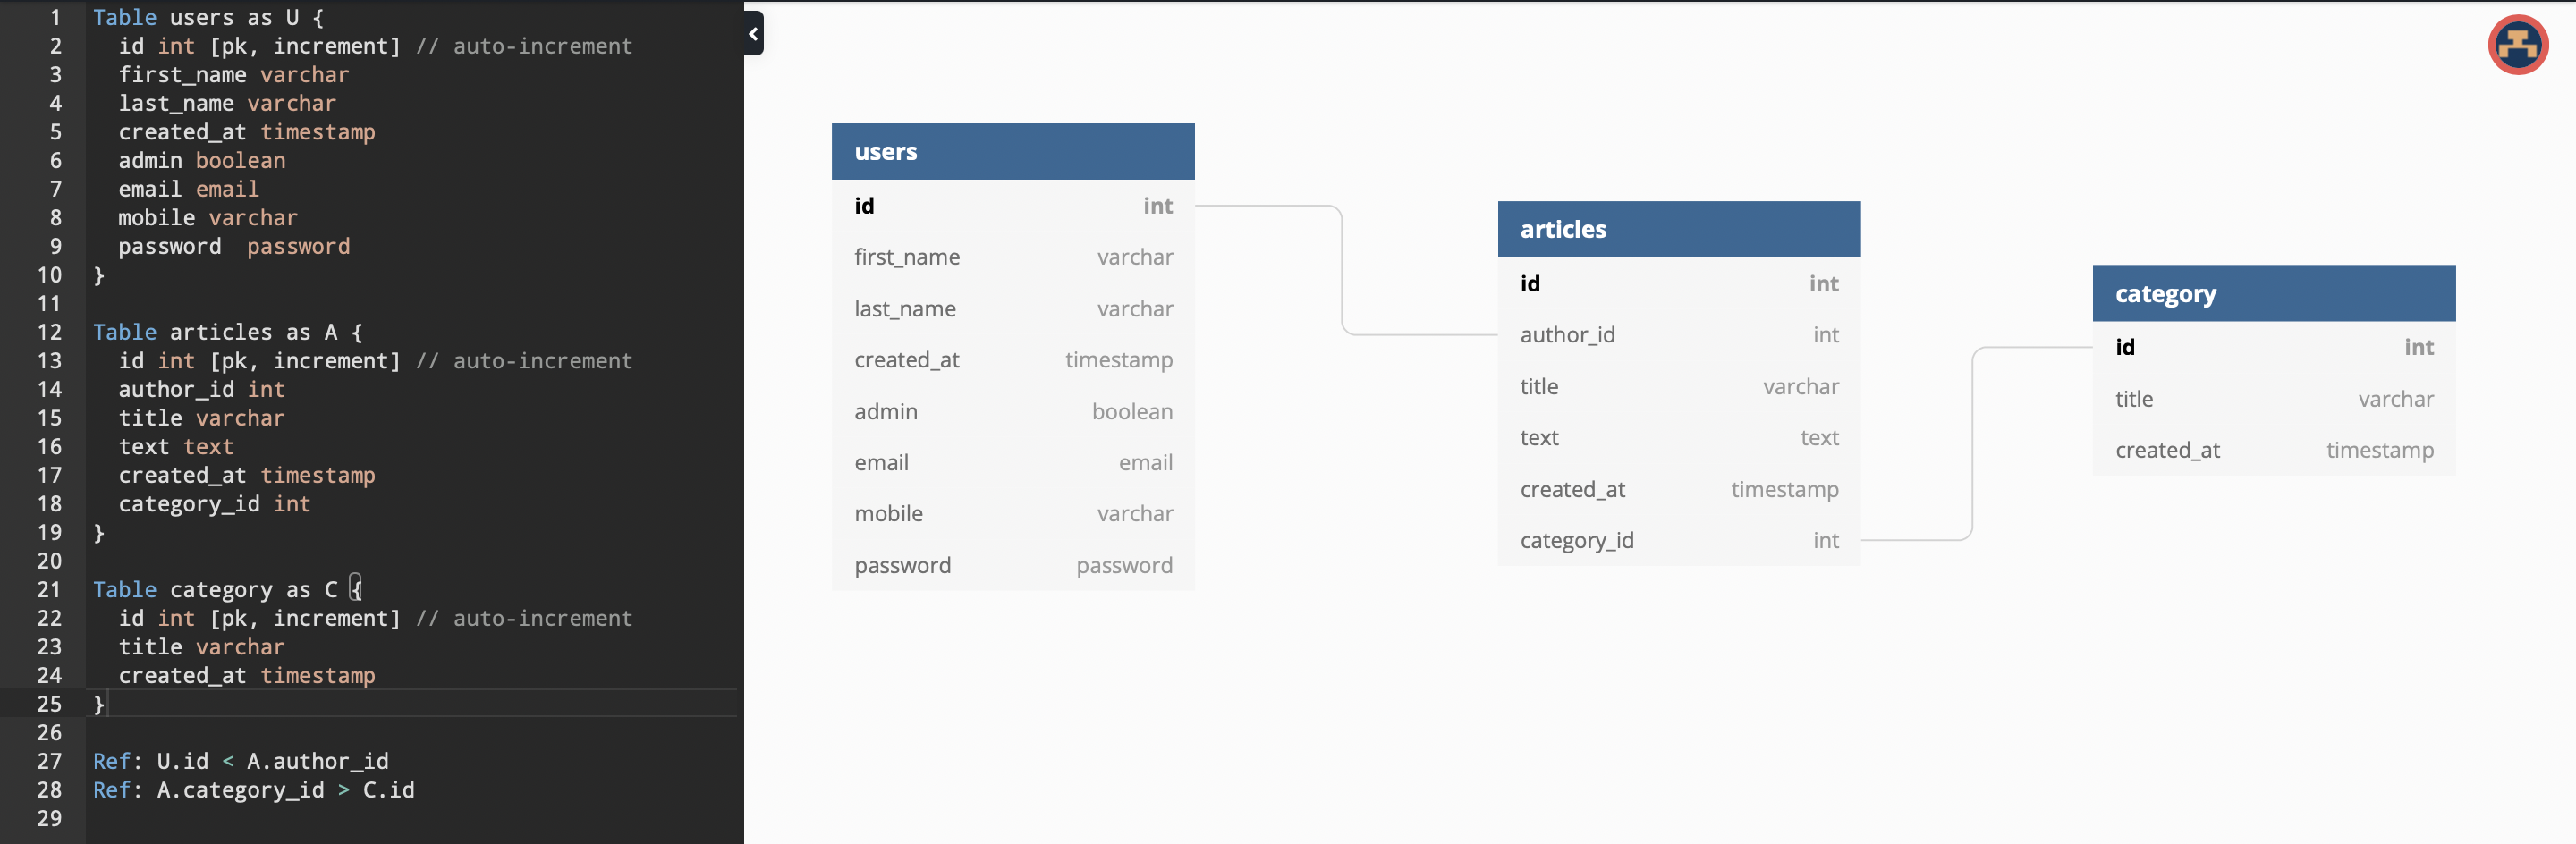 1 Table users as U {
2   id int [pk, increment] // auto-increment
3   first_name varchar
4   last_name varchar
5   created_at timestamp
6   admin boolean
7   email email
8   mobile varchar
9   password  password
10 }
11
12 Table articles as A {
13   id int [pk, increment] // auto-increment
14   author_id int
15   title varchar
16   text text
17   created_at timestamp
18   category_id int
19 }
20
21 Table category as C {
22   id int [pk, increment] // auto-increment
23   title varchar
24   created_at timestamp
25 }
26
27 Ref: U.id < A.author_id
28 Ref: A.category_id > C.id
29
users
id int
first_name varchar
last_name varchar
created_at timestamp
admin boolean
email email
mobile varchar
password password
articles
id int
author_id int
title varchar
text text
created_at timestamp
category_id int
category
id int
title varchar
created_at timestamp